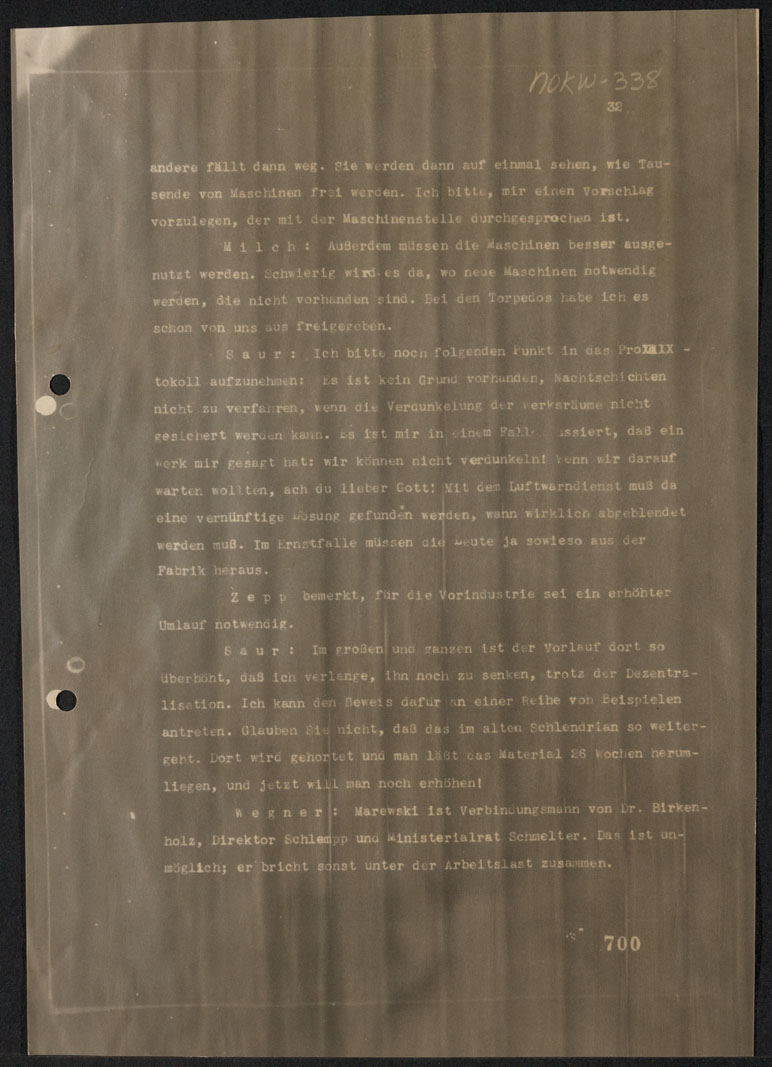 NOKW-338
32
andere fällt dann weg. Sie werden dann auf einmal sehen, wie Tau-
sende von Maschinen frei werden. Ich bitte, mir einen Vorschlag
vorzulegen, der mit der Maschinenstelle durchgesprochen ist.
M i l c h : Außerdem müssen die Maschinen besser ausge-
nutzt werden. Schwierig wird es da, wo neue Maschinen notwendig
werden, die nicht vorhanden sind. Bei den Torpedos habe ich es
schon von uns aus freigegeben.
S a u r : Ich bitte noch folgenden Punkt in das Pro -
tokoll aufzunehmen: Es ist kein Grund vorhanden, Nachtschichten
nicht zu verfahren, wenn die Verdunkelung der Werksräume nicht
gesichert werden kann. Es ist mir in einem Falle passiert, daß ein
Werk mir gesagt hat: wir können nicht verdunkeln! Wenn wir darauf
warten wollten, ach du lieber Gott! Mit dem Luftwarndienst muß da
eine vernünftige Lösung gefunden werden, wann wirklich abgeblendet
werden muß. Im Ernstfalle müssen die Leute ja sowieso aus der
Fabrik heraus.
Z e p p bemerkt, für die Vorindustrie sei ein erhöhter
Umlauf notwendig.
S a u r : Im großen und ganzen ist der Vorlauf dort so
überhöht, daß ich verlange, ihn noch zu senken, trotz der Dezentra-
lisation. Ich kann den Beweis dafür an einer Reihe von Beispielen
antreten. Glauben Sie nicht, daß das im alten Schlendrian so weiter-
geht. Dort wird gehortet und man läßt das Material 26 Wochen herum-
liegen, und jetzt will man noch erhöhen!
W e g n e r : Marewski ist Verbindungsmann von Dr. Birken-
holz, Direktor Schlempp und Ministerialrat Schmelter. Das ist un-
möglich; er bricht sonst unter der Arbeitslast zusammen.
700